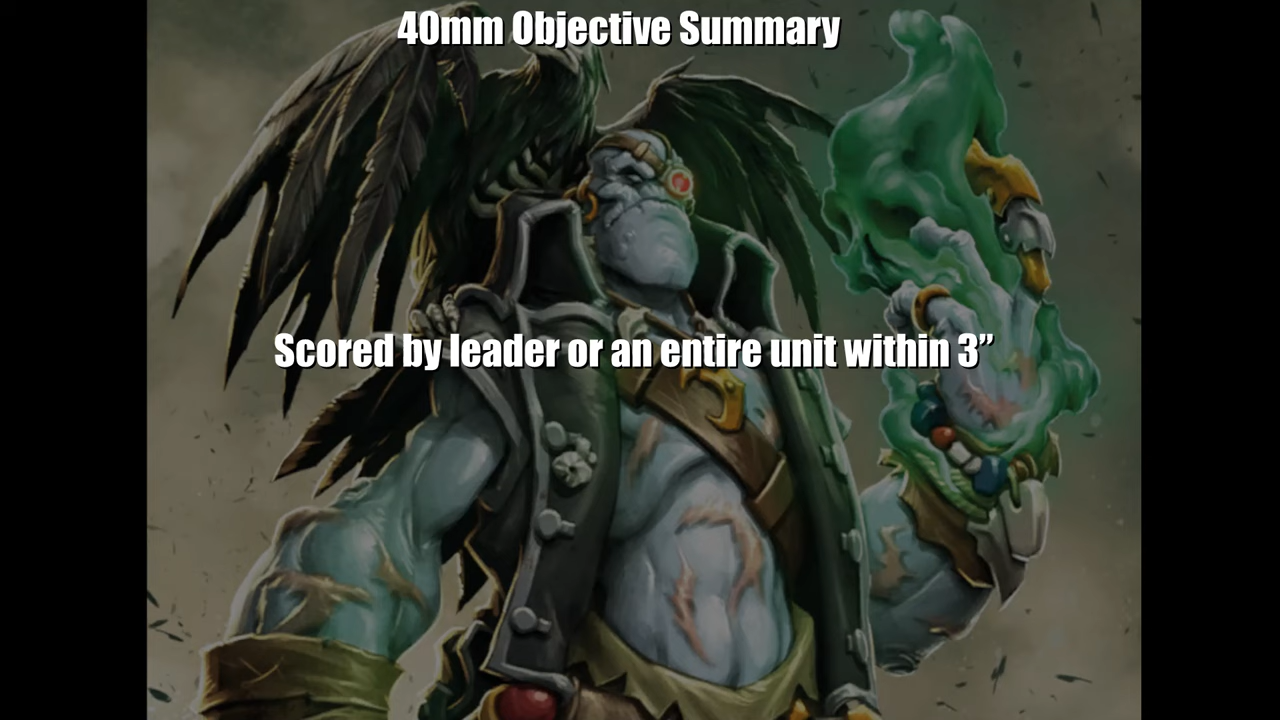 40mm Objective Summary
Scored by leader or an entire unit within 3”